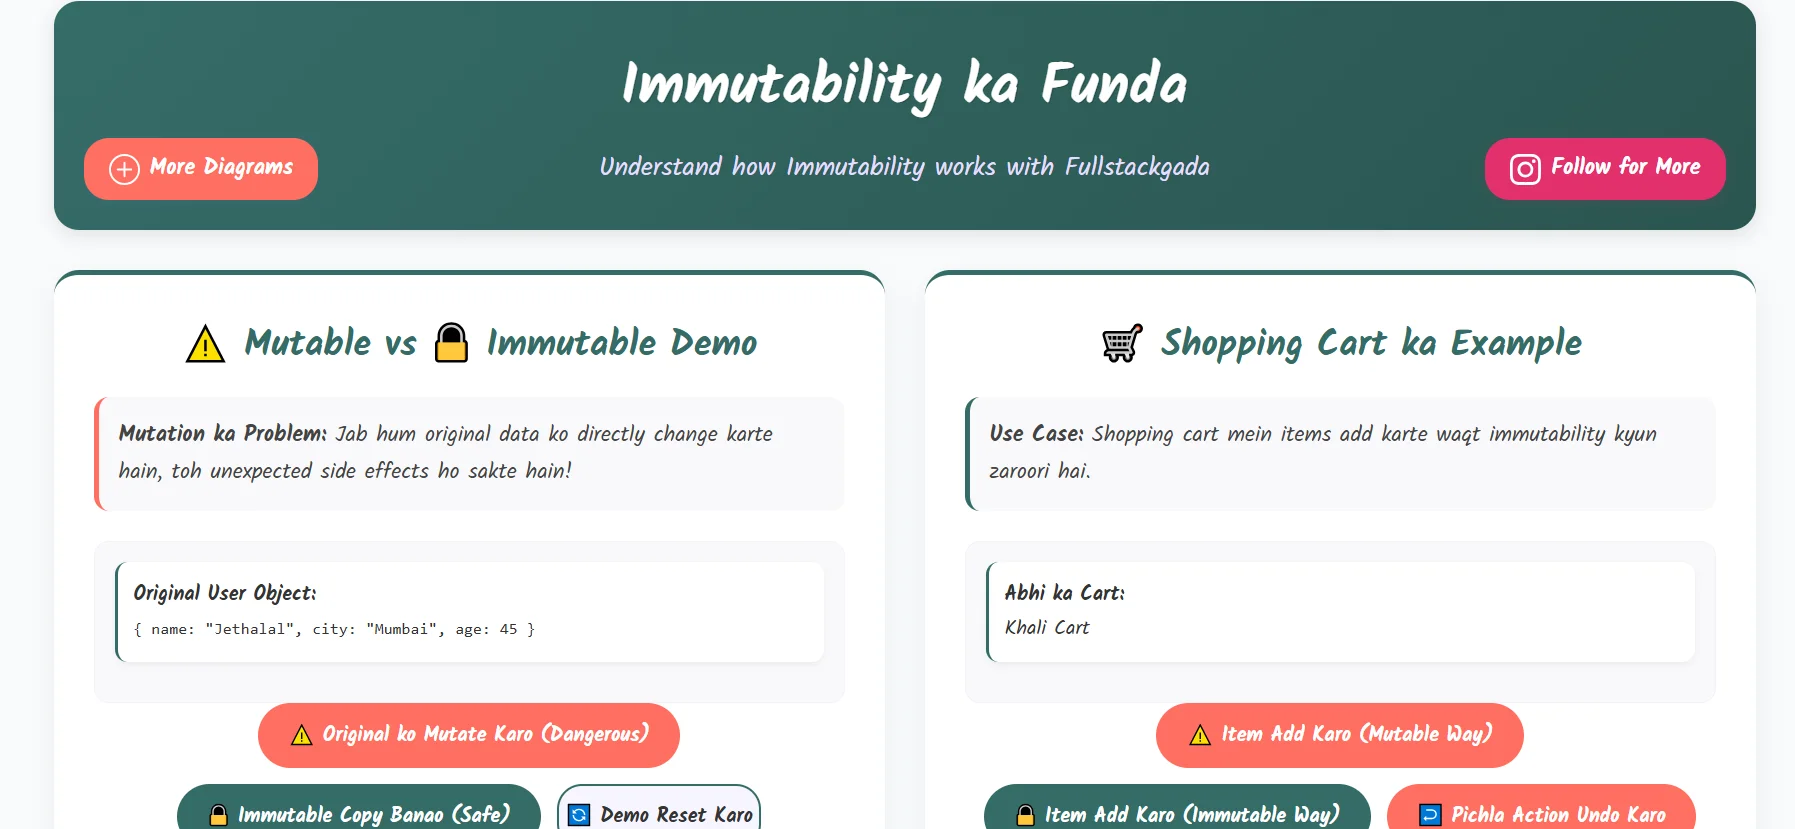 Immutability ka Funda
More Diagrams
Understand how Immutability works with Fullstackgada
Follow for More
Mutable vs Immutable Demo
Mutation ka Problem: Jab hum original data ko directly change karte
hain, toh unexpected side effects ho sakte hain!
Original User Object:
{ name: "Jethalal", city: "Mumbai", age: 45 }
Original ko Mutate Karo (Dangerous)
Immutable Copy Banao (Safe)
Demo Reset Karo
Shopping Cart ka Example
Use Case: Shopping cart mein items add karte waqt immutability kyun
zaroori hai.
Abhi ka Cart:
Khali Cart
Item Add Karo (Mutable Way)
Item Add Karo (Immutable Way)
Pichla Action Undo Karo